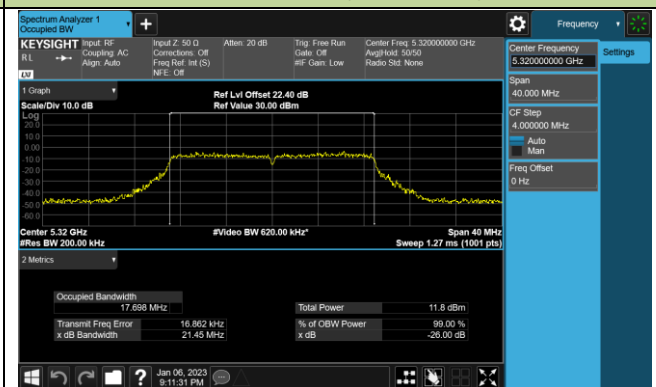 Spectrum Analyzer 1
Occupied BW
+
Frequency
KEYSIGHT
RL
LXI
Input: RF
Coupling: AC
Align: Auto
Input Z: 50 Ω
Corrections: Off
Freq Ref: Int (S)
NFE: Off
Atten: 20 dB
Trig: Free Run
Gate: Off
#IF Gain: Low
Center Freq: 5.320000000 GHz
Avg|Hold: 50/50
Radio Std: None
Center Frequency
5.320000000 GHz
Settings
Span
40.000 MHz
CF Step
4.000000 MHz
Auto
Man
Freq Offset
0 Hz
1 Graph
Scale/Div 10.0 dB
Ref Lvl Offset 22.40 dB
Ref Value 30.00 dBm
Log
20.0
10.0
0.00
-10.0
-20.0
-30.0
-40.0
-50.0
-60.0
Center 5.32 GHz
#Video BW 620.00 kHz*
Span 40 MHz
#Res BW 200.00 kHz
Sweep 1.27 ms (1001 pts)
2 Metrics
Occupied Bandwidth
17.698 MHz
Total Power 11.8 dBm
Transmit Freq Error 16.862 kHz
% of OBW Power 99.00 %
x dB Bandwidth 21.45 MHz
x dB -26.00 dB
?
Jan 06, 2023
9:11:31 PM